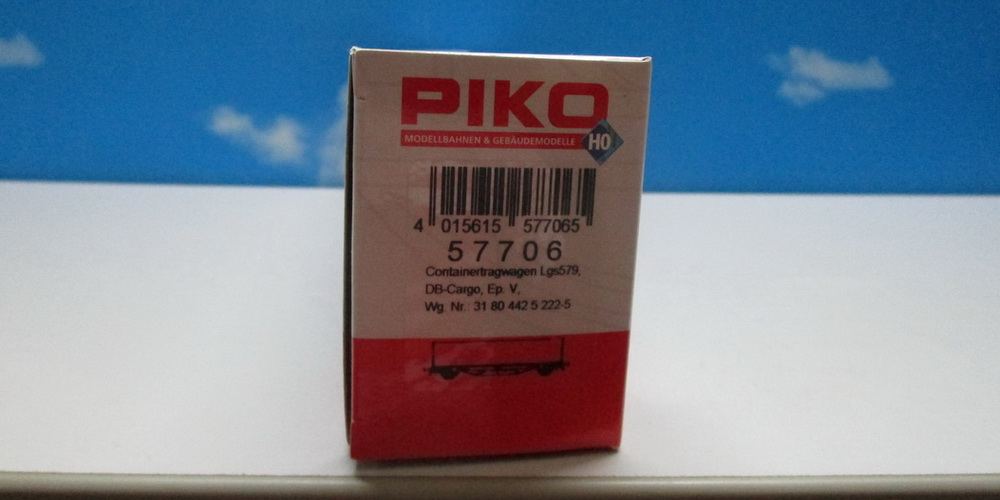 PIKO
MODELLBAHNEN & GEBÄUDEMODELLE H0
4 015615 577065
57706
Containertragwagen Lgs579,
DB-Cargo, Ep. V,
Wg. Nr.: 31 80 442 5 222-5